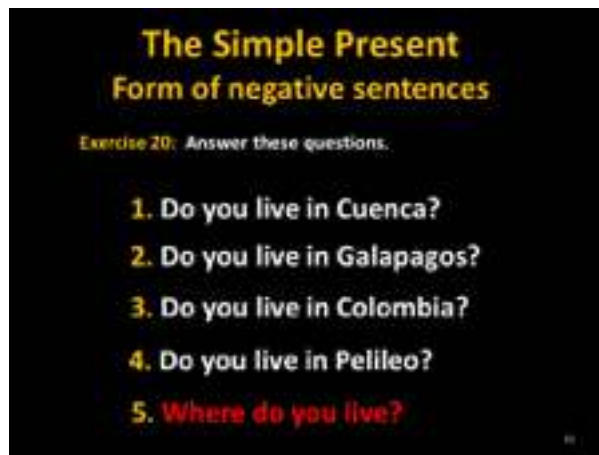 The Simple Present
Form of negative sentences
Exercise 20: Answer these questions.
1. Do you live in Cuenca?
2. Do you live in Galapagos?
3. Do you live in Colombia?
4. Do you live in Pelileo?
5. Where do you live?